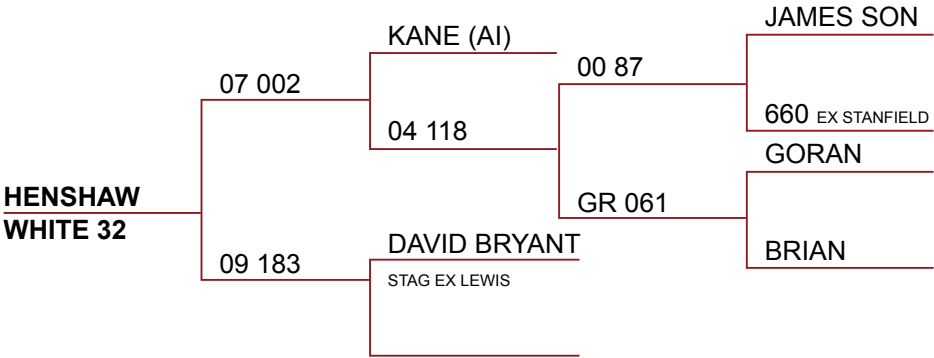 JAMES SON
KANE (AI)
00 87
07 002
660 EX STANFIELD
04 118
GORAN
HENSHAW
GR 061
WHITE 32
DAVID BRYANT
BRIAN
09 183
STAG EX LEWIS